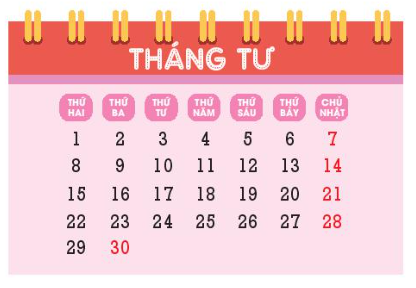 THÁNG TƯ
THỨ HAI THỨ BA THỨ TƯ THỨ NĂM THỨ SÁU THỨ BẢY CHỦ NHẬT
1 2 3 4 5 6 7
8 9 10 11 12 13 14
15 16 17 18 19 20 21
22 23 24 25 26 27 28
29 30